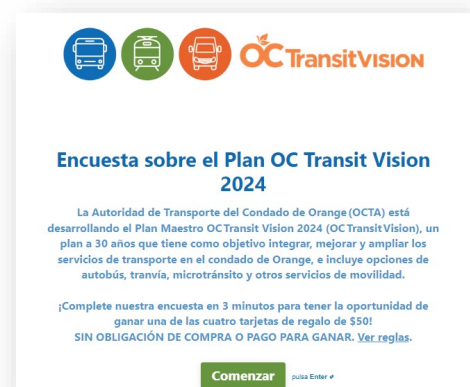 OC TRANSITVISION
Encuesta sobre el Plan OC Transit Vision
2024
La Autoridad de Transporte del Condado de Orange (OCTA) está
desarrollando el Plan Maestro OC Transit Vision 2024 (OC Transit Vision), un
plan a 30 años que tiene como objetivo integrar, mejorar y ampliar los
servicios de transporte en el condado de Orange, e incluye opciones de
autobús, tranvía, microtránsito y otros servicios de movilidad.
¡Complete nuestra encuesta en 3 minutos para tener la oportunidad de
ganar una de las cuatro tarjetas de regalo de $50!
SIN OBLIGACIÓN DE COMPRA O PAGO PARA GANAR. Ver reglas.
Comenzar pulsa Enter ↵